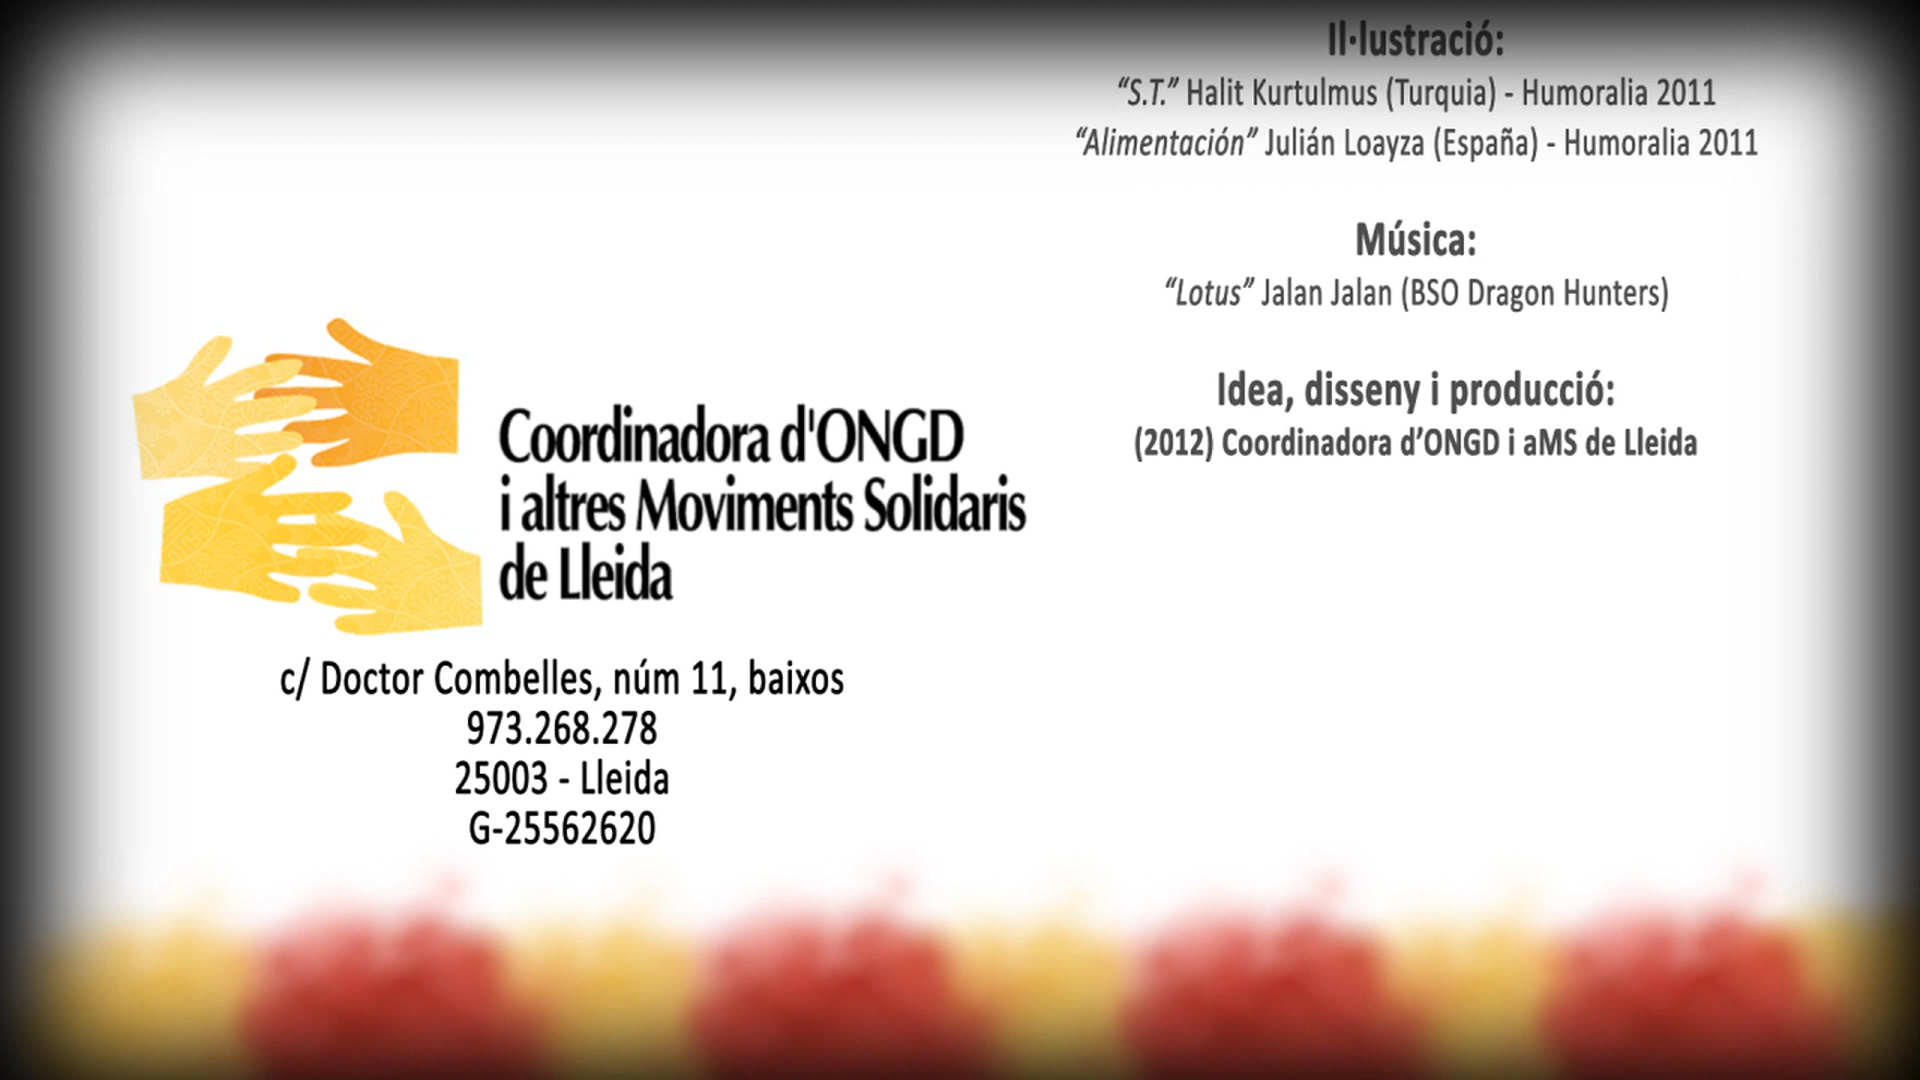 Il·lustració:
“S.T.” Halit Kurtulmus (Turquia) - Humoralia 2011
“Alimentación” Julián Loayza (España) - Humoralia 2011
Música:
“Lotus” Jalan Jalan (BSO Dragon Hunters)
Idea, disseny i producció:
(2012) Coordinadora d’ONGD i aMS de Lleida
Coordinadora d'ONGD
i altres Moviments Solidaris
de Lleida
c/ Doctor Combelles, núm 11, baixos
973.268.278
25003 - Lleida
G-25562620